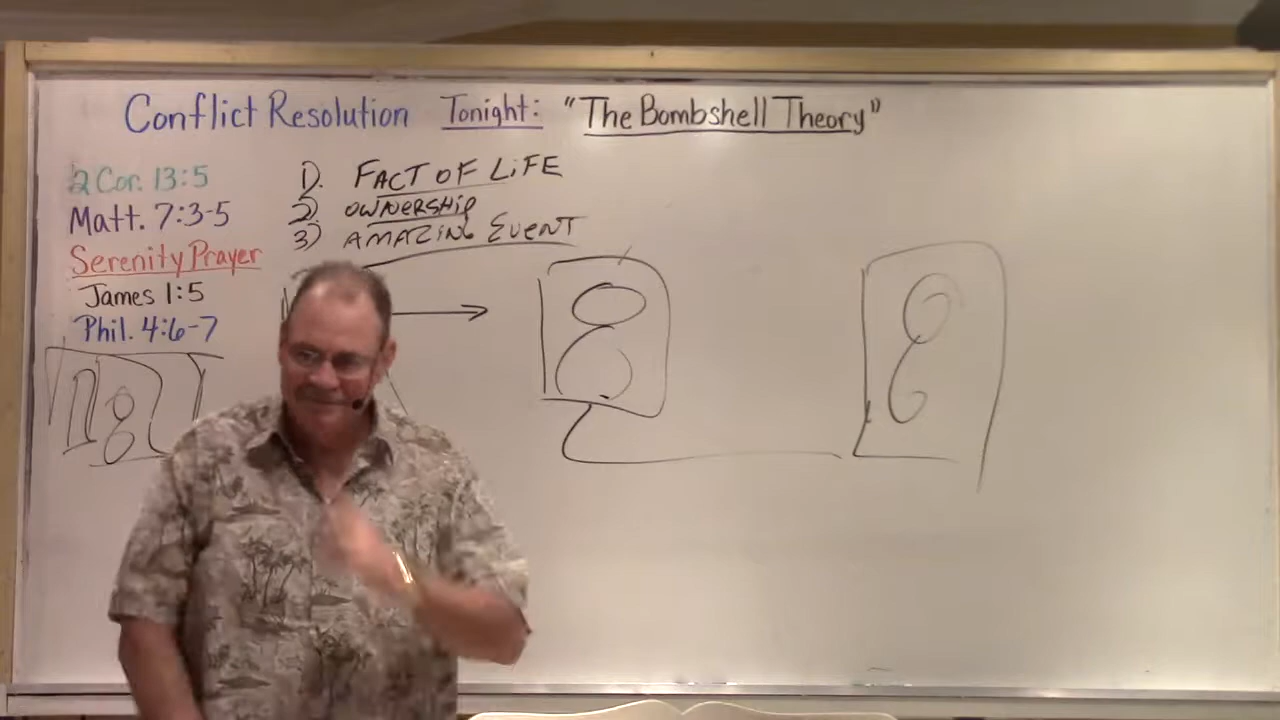 Conflict Resolution Tonight: "The Bombshell Theory"
2 Cor. 13:5
Matt. 7:3-5
Serenity Prayer
James 1:5
Phil. 4:6-7
1). FACT OF LiFE
2) OWNERSHIP
3) AMAZING EVENT